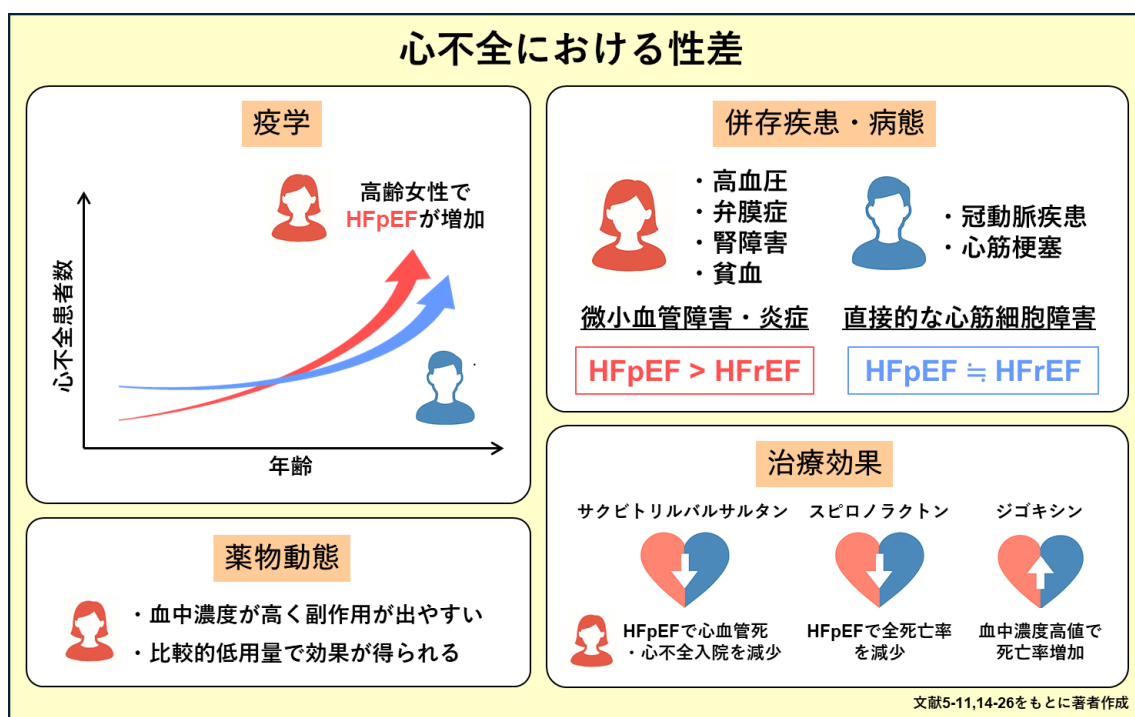 心不全における性差
疫学
高齢女性で
HFpEFが増加
心不全患者数
年齢
併存疾患・病態
・高血圧
・弁膜症
・腎障害
・貧血
微小血管障害・炎症
HFpEF > HFrEF
・冠動脈疾患
・心筋梗塞
直接的な心筋細胞障害
HFpEF ≒ HFrEF
薬物動態
・血中濃度が高く副作用が出やすい
・比較的低用量で効果が得られる
治療効果
サクビトリルバルサルタン
HFpEFで心血管死
・心不全入院を減少
スピロノラクトン
HFpEFで全死亡率
を減少
ジゴキシン
血中濃度高値で
死亡率増加
文献5-11,14-26をもとに著者作成